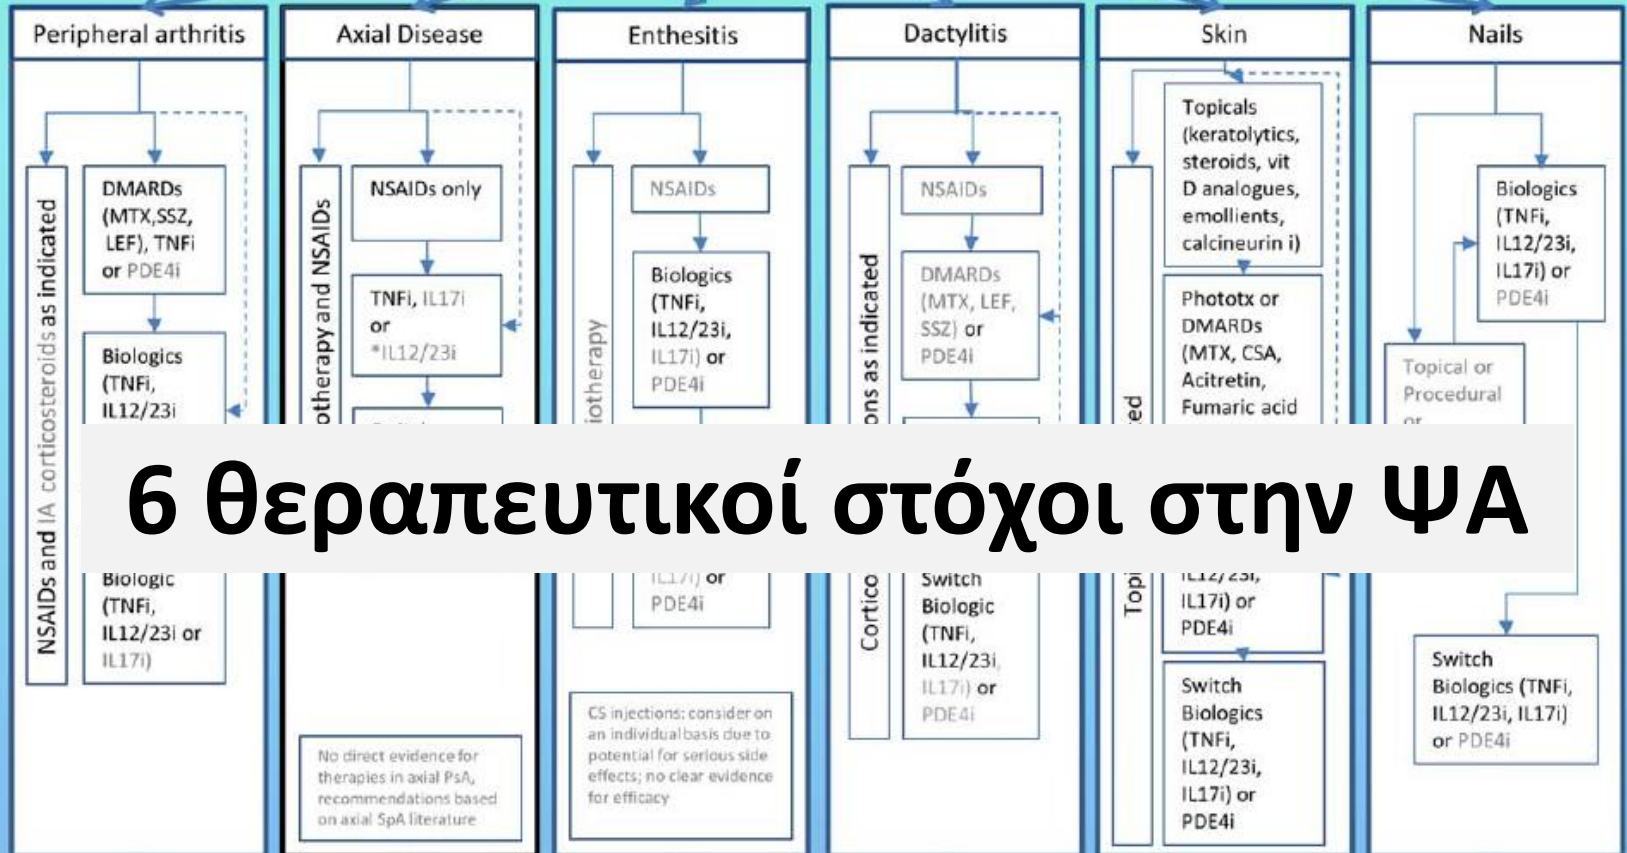 Peripheral arthritis
NSAIDs and IA corticosteroids as indicated
DMARDs
(MTX,SSZ,
LEF), TNFi
or PDE4i
Biologics
(TNFi,
IL12/23i
Biologic
(TNFi,
IL12/23i or
IL17i)
Axial Disease
and NSAIDs
NSAIDs only
TNFi, IL17i
or
*IL12/23i
No direct evidence for
therapies in axial PsA,
recommendations based
on axial SpA literature
Enthesitis
NSAIDs
Biologics
(TNFi,
IL12/23i,
IL17i) or
PDE4i
IL17i) or
PDE4i
CS injections: consider on
an individual basis due to
potential for serious side
effects; no clear evidence
for efficacy
Dactylitis
as indicated
NSAIDs
DMARDs
(MTX, LEF,
SSZ) or
PDE4i
Switch
Biologic
(TNFi,
IL12/23i,
IL17i) or
PDE4i
Skin
Topicals
(keratolytics,
steroids, vit
D analogues,
emollients,
calcineurin i)
Phototx or
DMARDs
(MTX, CSA,
Acitretin,
Fumaric acid
IL12/23i,
IL17i) or
PDE4i
Switch
Biologics
(TNFi,
IL12/23i,
IL17i) or
PDE4i
Nails
Biologics
(TNFi,
IL12/23i,
IL17i) or
PDE4i
Topical or
Procedural
or
Switch
Biologics (TNFi,
IL12/23i, IL17i)
or PDE4i
6 θεραπευτικοί στόχοι στην ΨΑ